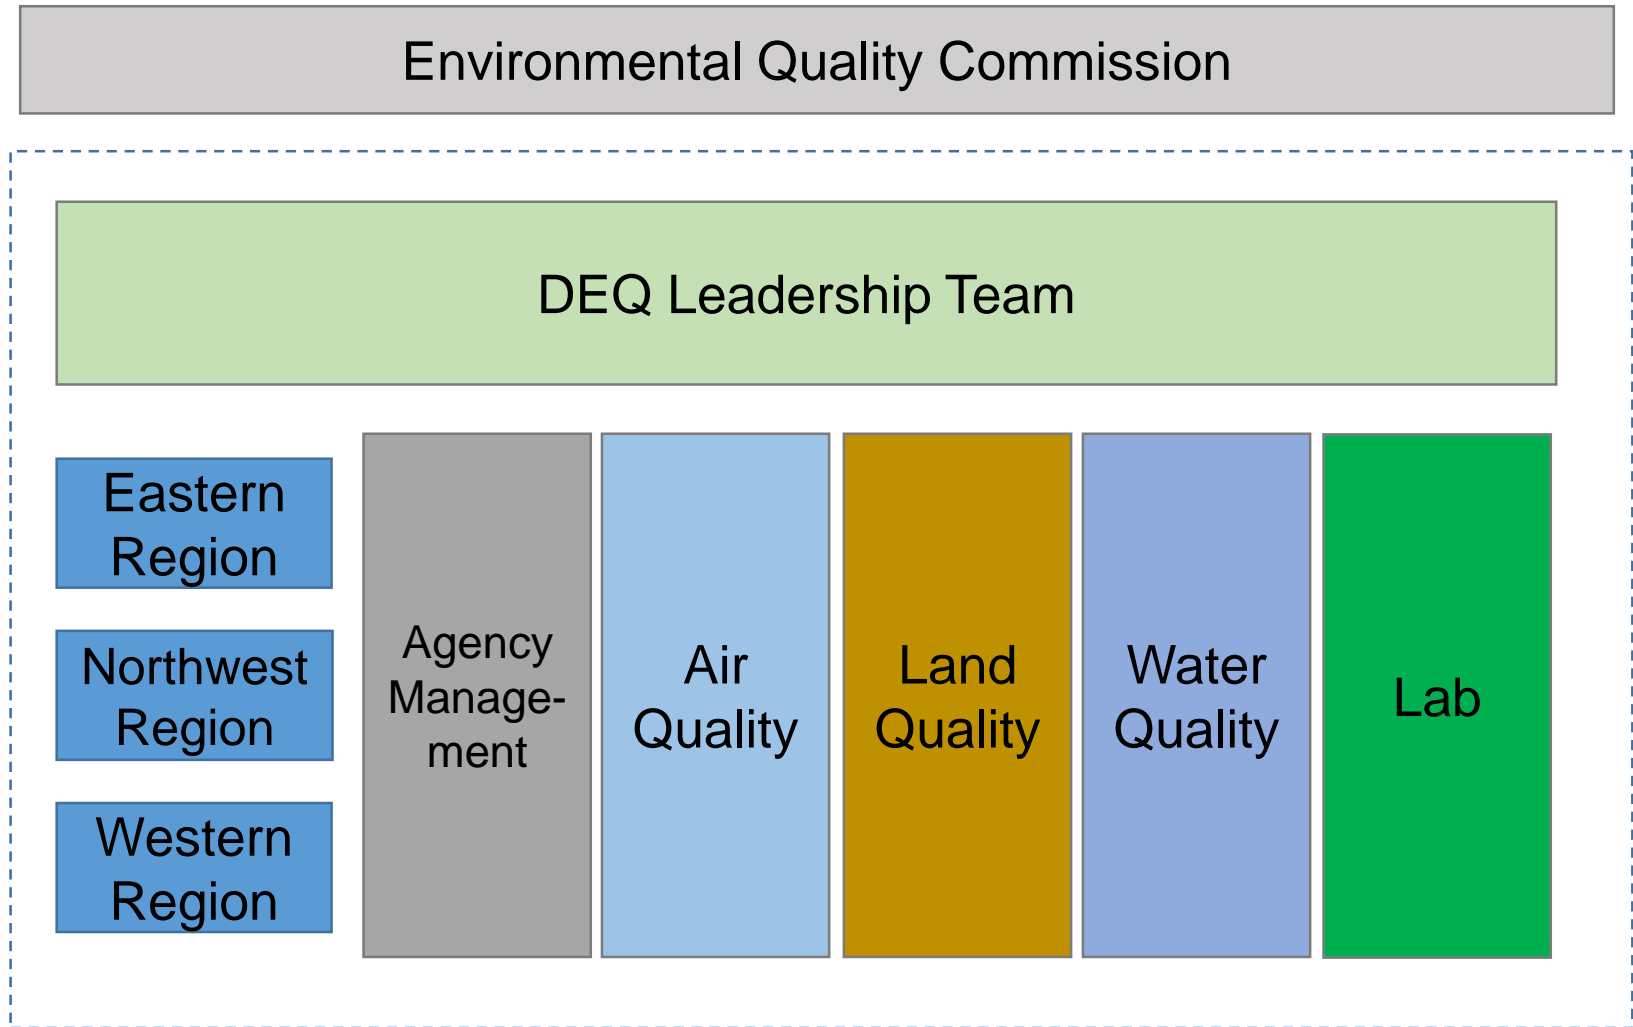 Environmental Quality Commission
DEQ Leadership Team
Eastern
Region
Northwest
Region
Western
Region
Agency
Manage-
ment
Air
Quality
Land
Quality
Water
Quality
Lab